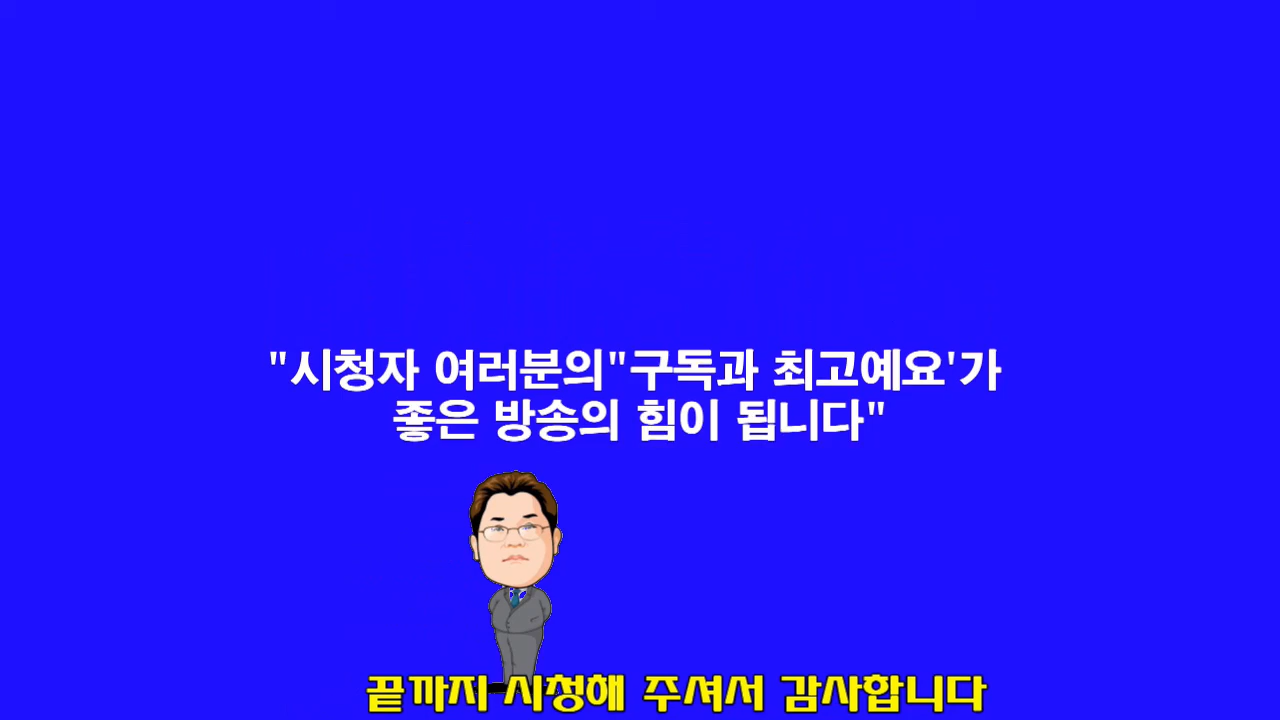 "시청자 여러분의"구독과 최고예요'가
좋은 방송의 힘이 됩니다"
끝까지 시청해 주셔서 감사합니다